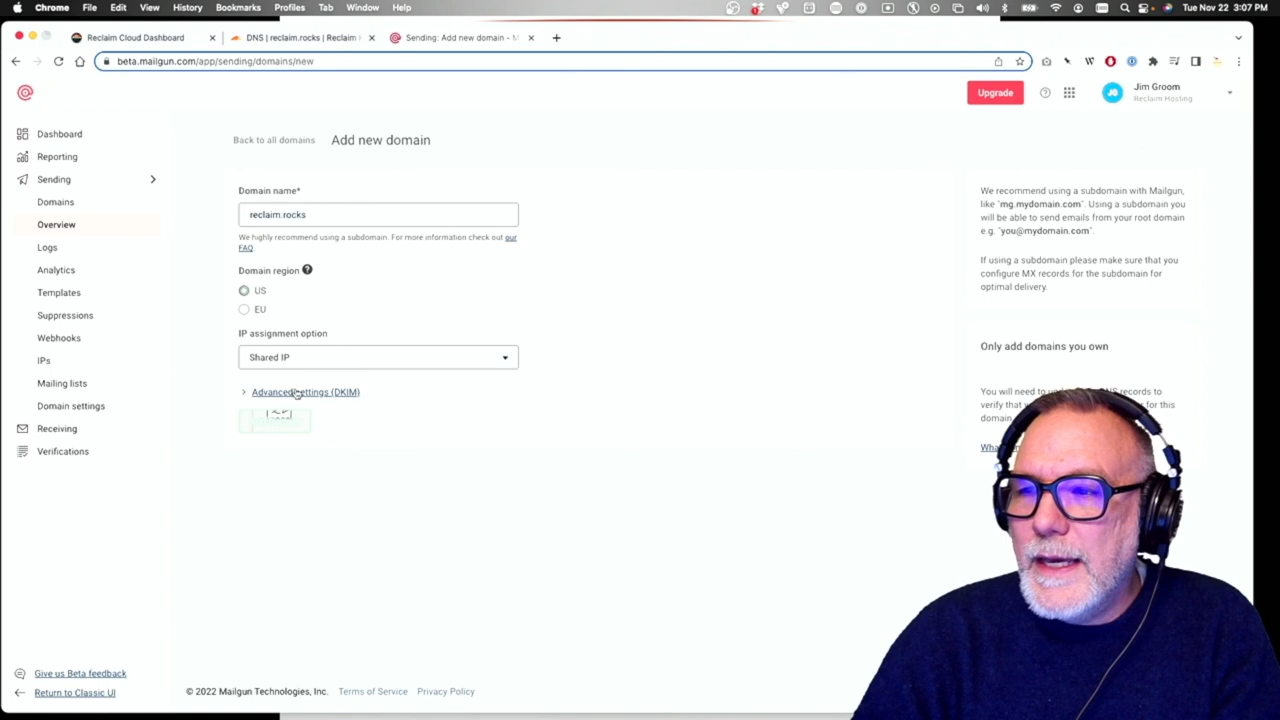 Chrome File Edit View History Bookmarks Profiles Tab Window Help
Tue Nov 22 3:07 PM
Reclaim Cloud Dashboard
DNS | reclaim.rocks | Reclaim
Sending: Add new domain - M
beta.mailgun.com/app/sending/domains/new
Upgrade
Jim Groom
Reclaim Hosting
Dashboard
Reporting
Sending
Domains
Overview
Logs
Analytics
Templates
Suppressions
Webhooks
IPs
Mailing lists
Domain settings
Receiving
Verifications
Give us Beta feedback
Return to Classic UI
Back to all domains
Add new domain
Domain name*
reclaim.rocks
We highly recommend using a subdomain. For more information check out our
FAQ
Domain region
US
EU
IP assignment option
Shared IP
Advanced settings (DKIM)
We recommend using a subdomain with Mailgun,
like "mg.mydomain.com". Using a subdomain you
will be able to send emails from your root domain
e.g. "you@mydomain.com".
If using a subdomain please make sure that you
configure MX records for the subdomain for
optimal delivery.
Only add domains you own
You will need to
records to
verify that
for this
domain
© 2022 Mailgun Technologies, Inc. Terms of Service Privacy Policy